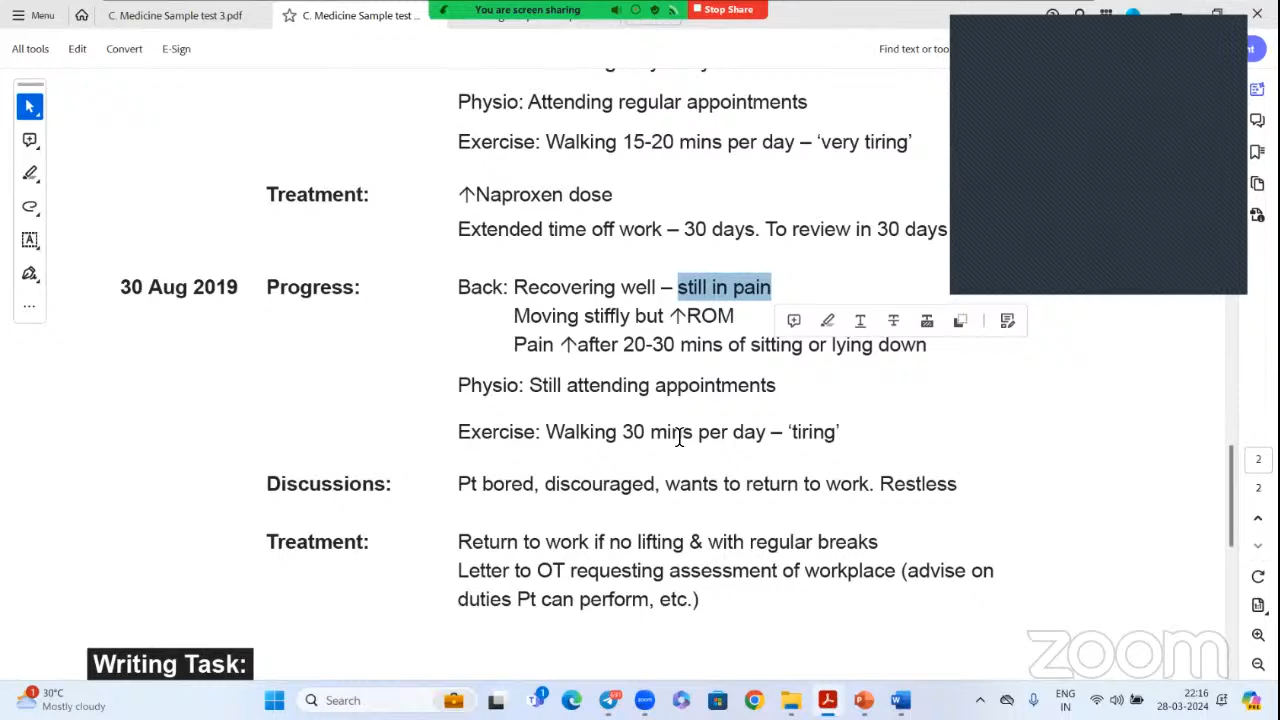 Menu
C. Medicine Sample test 3.pdf
C. Medicine Sample test ...
You are screen sharing
Stop Share
All tools
Edit
Convert
E-Sign
Find text or too
Physio: Attending regular appointments
Exercise: Walking 15-20 mins per day – ‘very tiring’
Treatment:
↑Naproxen dose
Extended time off work – 30 days. To review in 30 days
30 Aug 2019
Progress:
Back: Recovering well – still in pain
Moving stiffly but ↑ROM
Pain ↑after 20-30 mins of sitting or lying down
Physio: Still attending appointments
Exercise: Walking 30 mins per day – ‘tiring’
Discussions:
Pt bored, discouraged, wants to return to work. Restless
Treatment:
Return to work if no lifting & with regular breaks
Letter to OT requesting assessment of workplace (advise on
duties Pt can perform, etc.)
Writing Task:
2
2
zoom
1
30°C
Mostly cloudy
Search
1
ENG
IN
22:16
28-03-2024